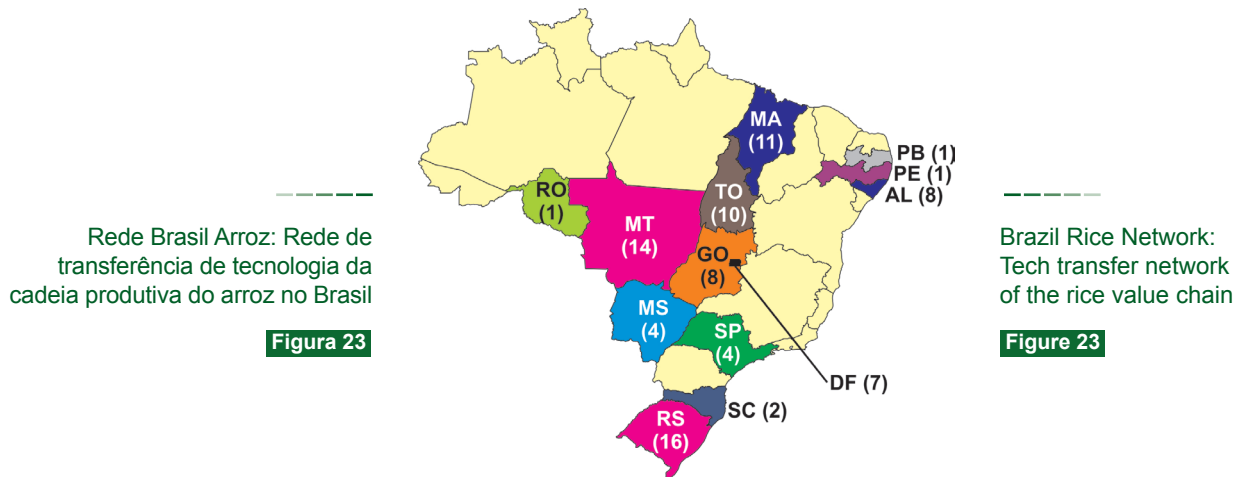 Rede Brasil Arroz: Rede de
transferência de tecnologia da
cadeia produtiva do arroz no Brasil
Figura 23
MA
(11)
PB (1)
PE (1)
AL (8)
RO
(1)
TO
(10)
MT
(14)
GO
(8)
MS
(4)
SP
(4)
DF (7)
SC (2)
RS
(16)
Brazil Rice Network:
Tech transfer network
of the rice value chain
Figure 23